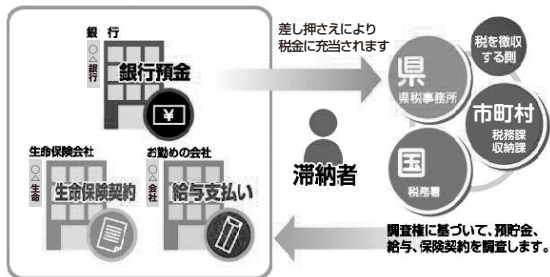 銀 行
○△銀行
銀行預金
生命保険会社
○△生命
生命保険契約
お勤めの会社
○△会社
給与支払い
差し押さえにより
税金に充当されます
滞納者
税を徴収
する側
県
県税事務所
市町村
税務課
収納課
国
税務署
調査権に基づいて、預貯金、
給与、保険契約を調査します。